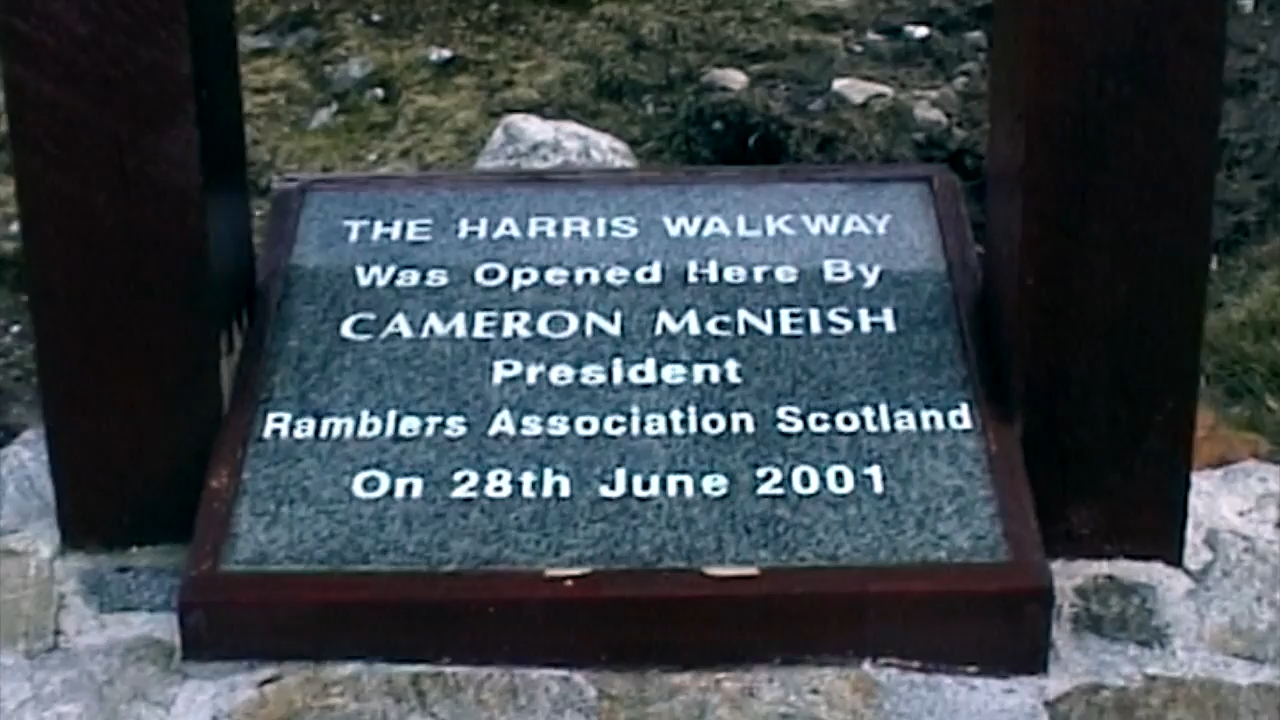 THE HARRIS WALKWAY
Was Opened Here By
CAMERON McNEISH
President
Ramblers Association Scotland
On 28th June 2001